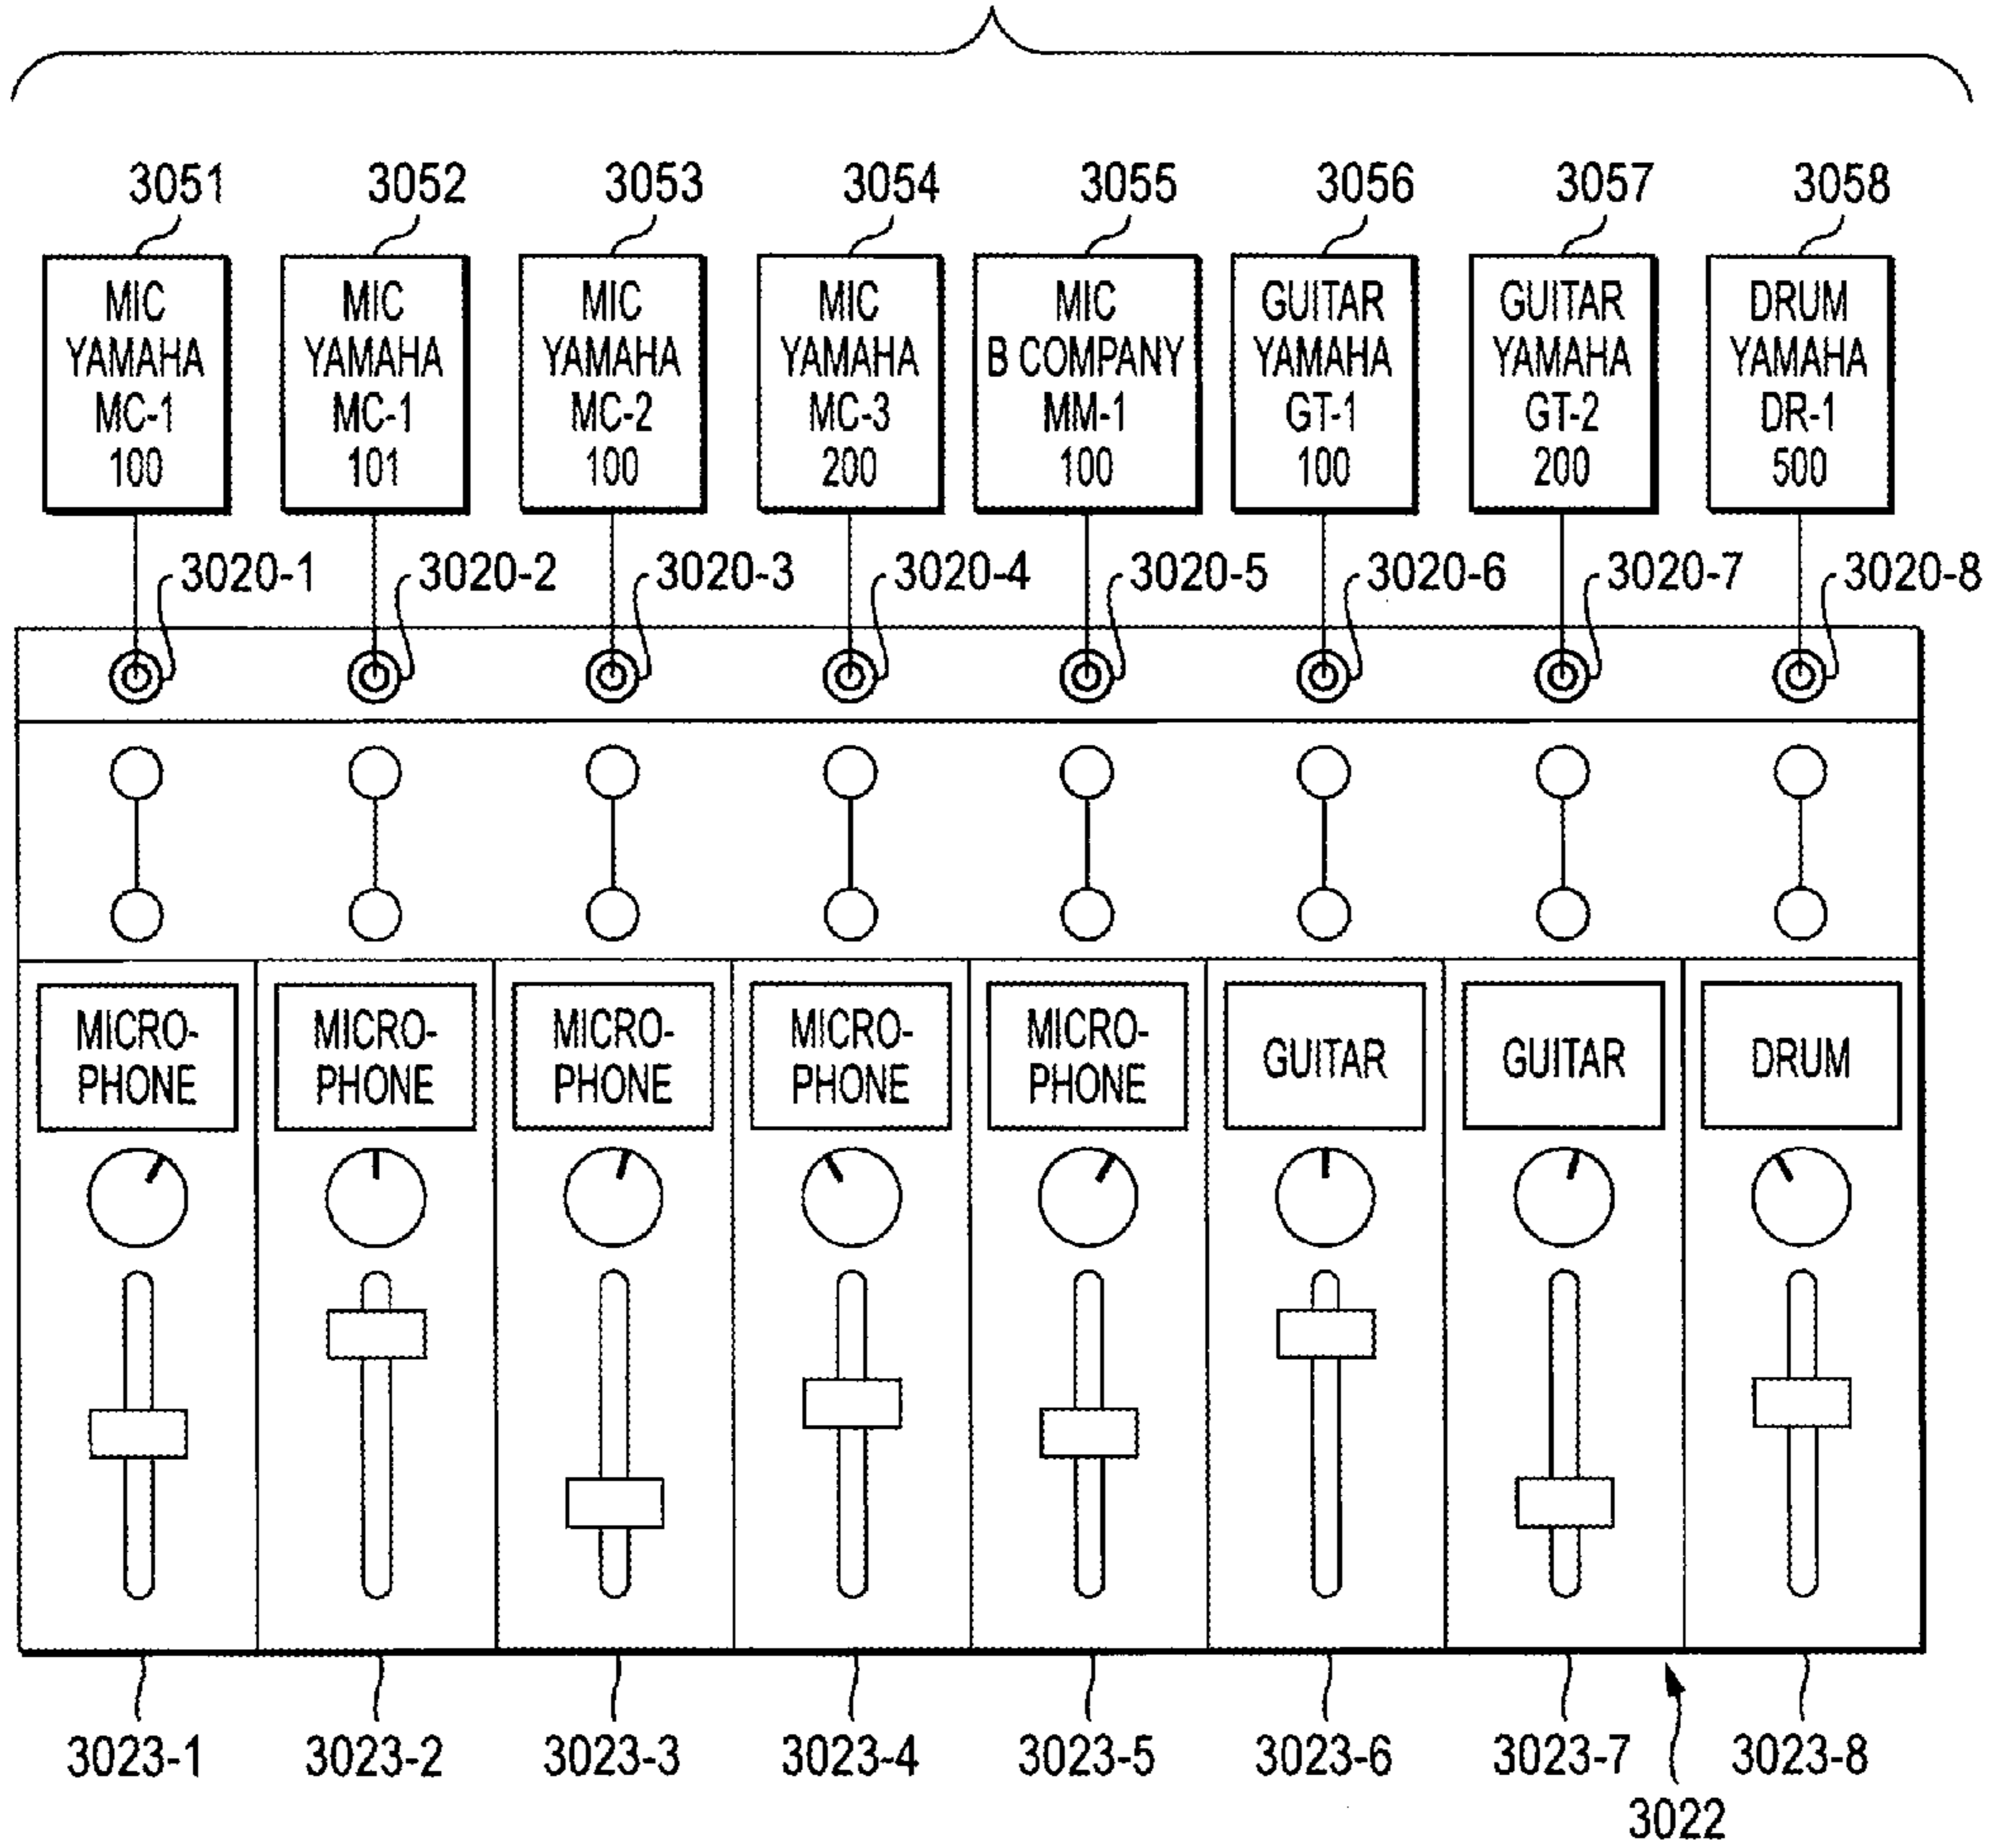 3051 3052 3053 3054 3055 3056 3057 3058
MIC MIC MIC MIC MIC GUITAR GUITAR DRUM
YAMAHA YAMAHA YAMAHA YAMAHA B COMPANY YAMAHA YAMAHA YAMAHA
MC-1 MC-1 MC-2 MC-3 MM-1 GT-1 GT-2 DR-1
100 101 100 200 100 100 200 500
3020-1 3020-2 3020-3 3020-4 3020-5 3020-6 3020-7 3020-8
MICRO- MICRO- MICRO- MICRO- MICRO- GUITAR GUITAR DRUM
PHONE PHONE PHONE PHONE PHONE
3023-1 3023-2 3023-3 3023-4 3023-5 3023-6 3023-7 3023-8
3022